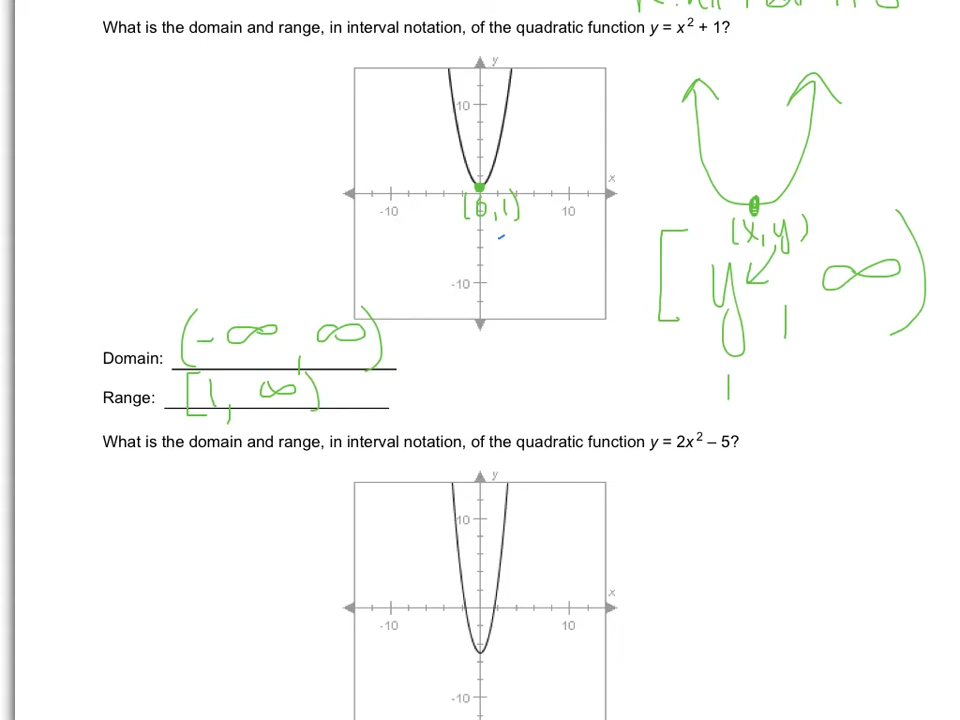 What is the domain and range, in interval notation, of the quadratic function y = x² + 1?
y
10
x
-10
10
(0,1)
-10
(x,y)
[y, ∞)
1
Domain: (-∞, ∞)
Range: [1, ∞)
What is the domain and range, in interval notation, of the quadratic function y = 2x² – 5?
y
10
x
-10
10
-10